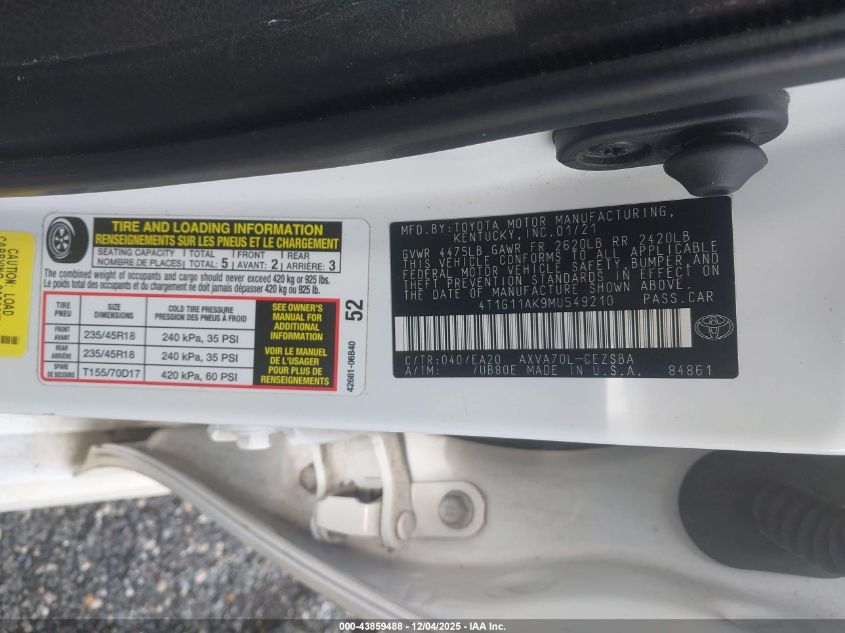 CAUTION: LOAD
TIRE AND LOADING INFORMATION
RENSEIGNEMENTS SUR LES PNEUS ET LE CHARGEMENT
SEATING CAPACITY TOTAL: 5 FRONT AVANT: 2 REAR ARRIÈRE: 3
NOMBRE DE PLACES
The combined weight of occupants and cargo should never exceed 420 kg or 925 lbs.
Le poids total des occupants et du chargement ne doit jamais dépasser 420 kg ou 925 lb.
TIRE PNEU SIZE DIMENSIONS COLD TIRE PRESSURE PRESSION DES PNEUS À FROID
FRONT AVANT 235/45R18 240 kPa, 35 PSI
REAR ARRIÈRE 235/45R18 240 kPa, 35 PSI
SPARE DE SECOURS T155/70D17 420 kPa, 60 PSI
SEE OWNER'S
MANUAL FOR
ADDITIONAL
INFORMATION
VOIR LE MANUEL
DE L'USAGER
POUR PLUS DE
RENSEIGNEMENTS
52
42661-06B40
MFD.BY:TOYOTA MOTOR MANUFACTURING,
KENTUCKY,INC.01/21
GVWR 4475LB GAWR FR 2620LB RR 2420LB
THIS VEHICLE CONFORMS TO ALL APPLICABLE
FEDERAL MOTOR VEHICLE SAFETY, BUMPER,AND
THEFT PREVENTION STANDARDS IN EFFECT ON
THE DATE OF MANUFACTURE SHOWN ABOVE.
4T1G11AK9MU549210 PASS.CAR
C/TR:040/EA20 AXVA70L-CEZSBA
A/TM: /UB80E MADE IN U.S.A. 84861
000-43859488 - 12/04/2025 - IAA Inc.